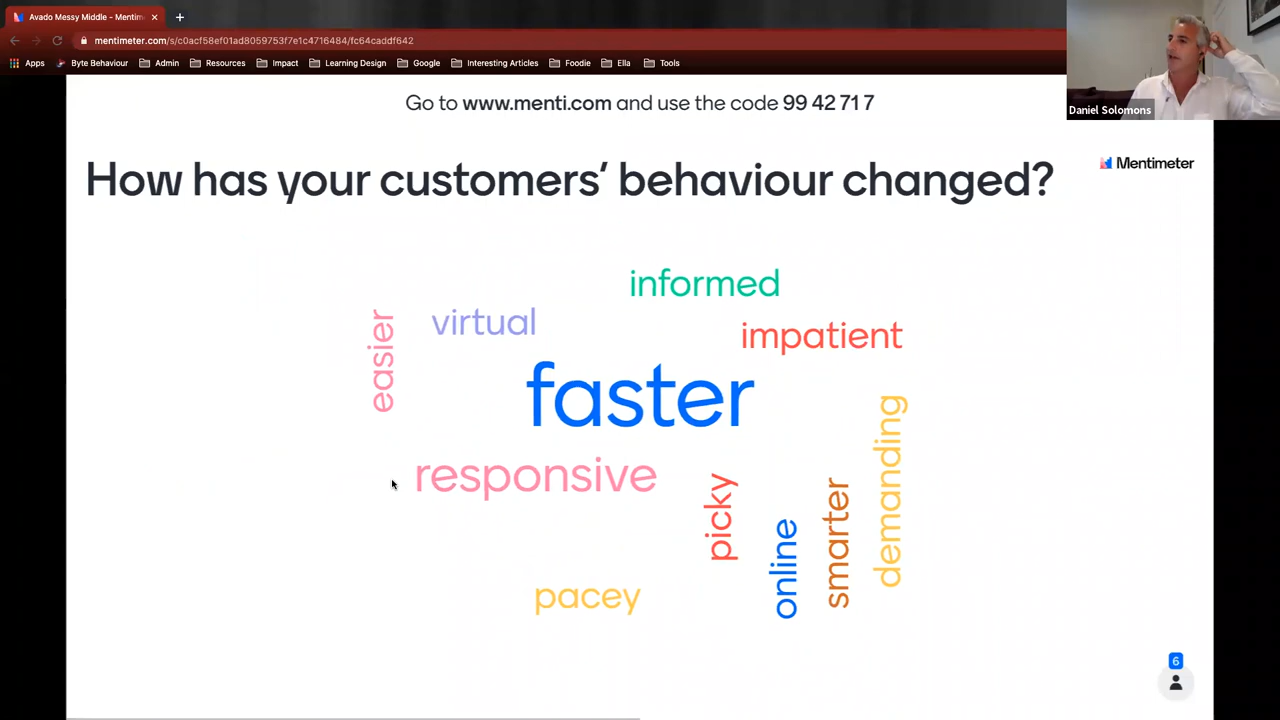 Avado Messy Middle - Mentim
mentimeter.com/s/c0acf58ef01ad8059753f7e1c4716484/fc64caddf642
Apps Byte Behaviour Admin Resources Impact Learning Design Google Interesting Articles Foodie Ella Tools
Daniel Solomons
Go to www.menti.com and use the code 99 42 71 7
Mentimeter
How has your customers’ behaviour changed?
informed
virtual
easier
impatient
faster
demanding
responsive
picky
smarter
online
pacey
6